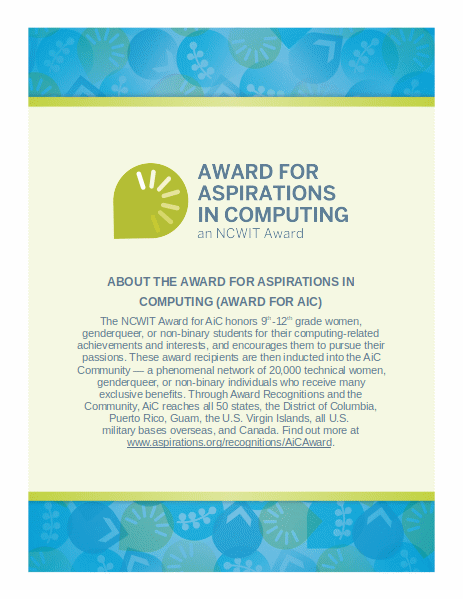 AWARD FOR
ASPIRATIONS
IN COMPUTING
an NCWIT Award
ABOUT THE AWARD FOR ASPIRATIONS IN
COMPUTING (AWARD FOR AIC)
The NCWIT Award for AiC honors 9th-12th grade women,
genderqueer, or non-binary students for their computing-related
achievements and interests, and encourages them to pursue their
passions. These award recipients are then inducted into the AiC
Community — a phenomenal network of 20,000 technical women,
genderqueer, or non-binary individuals who receive many
exclusive benefits. Through Award Recognitions and the
Community, AiC reaches all 50 states, the District of Columbia,
Puerto Rico, Guam, the U.S. Virgin Islands, all U.S.
military bases overseas, and Canada. Find out more at
www.aspirations.org/recognitions/AiCAward.